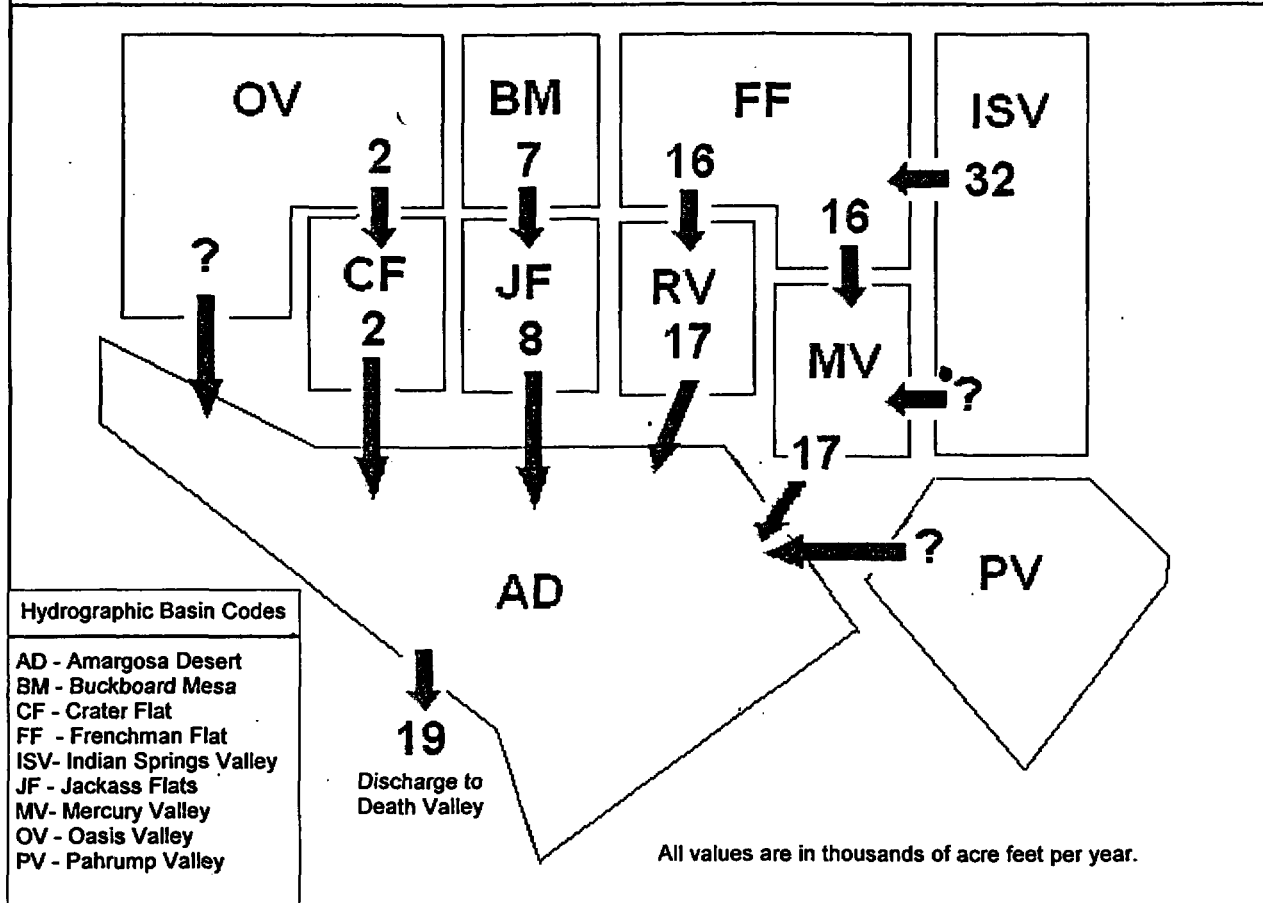 OV
BM
FF
ISV
2
7
16
32
16
?
CF
JF
RV
2
8
17
MV
?
17
?
AD
PV
Hydrographic Basin Codes
AD - Amargosa Desert
BM - Buckboard Mesa
CF - Crater Flat
FF - Frenchman Flat
ISV- Indian Springs Valley
JF - Jackass Flats
MV- Mercury Valley
OV - Oasis Valley
PV - Pahrump Valley
19
Discharge to
Death Valley
All values are in thousands of acre feet per year.